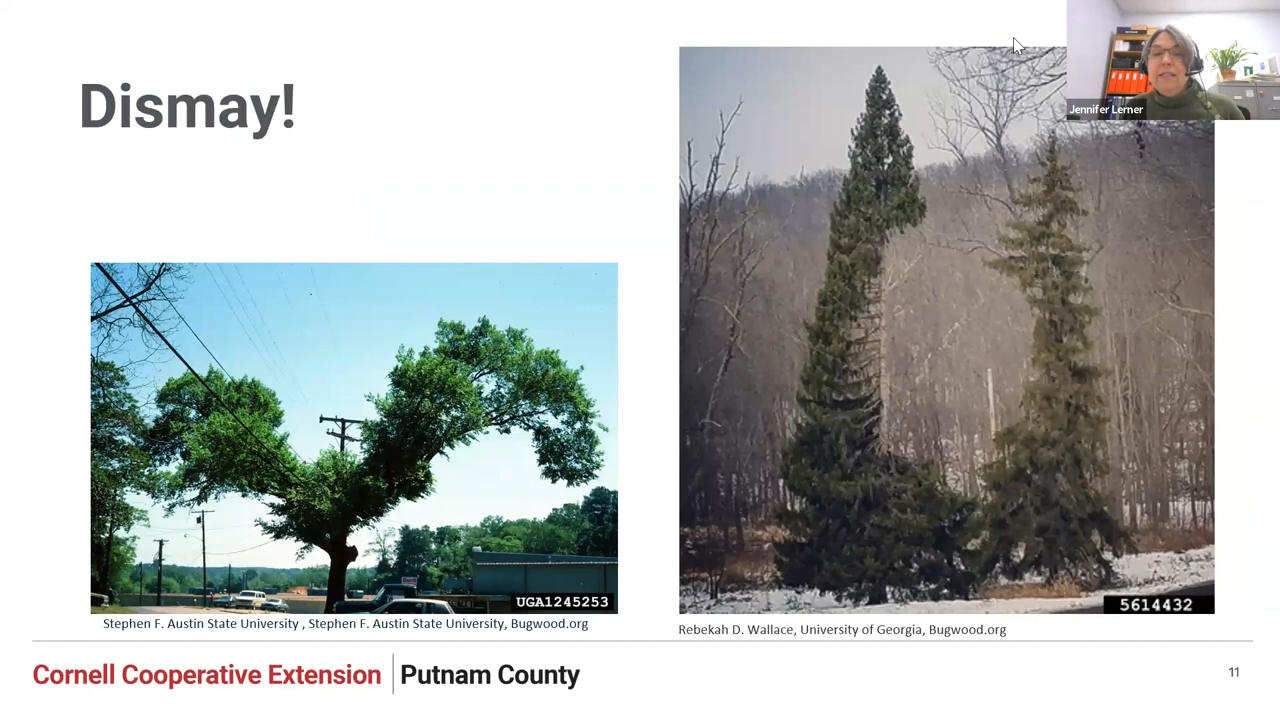 Dismay!
Jennifer Lerner
UGA1245253
5614432
Stephen F. Austin State University , Stephen F. Austin State University, Bugwood.org
Rebekah D. Wallace, University of Georgia, Bugwood.org
Cornell Cooperative Extension | Putnam County
11